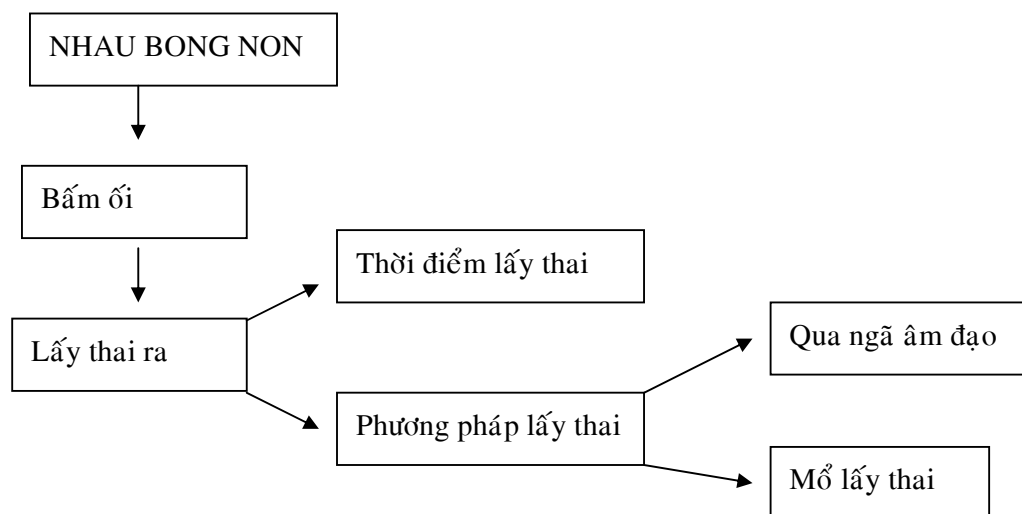 NHAU BONG NON
Bấm ối
Thời điểm lấy thai
Lấy thai ra
Qua ngã âm đạo
Phương pháp lấy thai
Mổ lấy thai